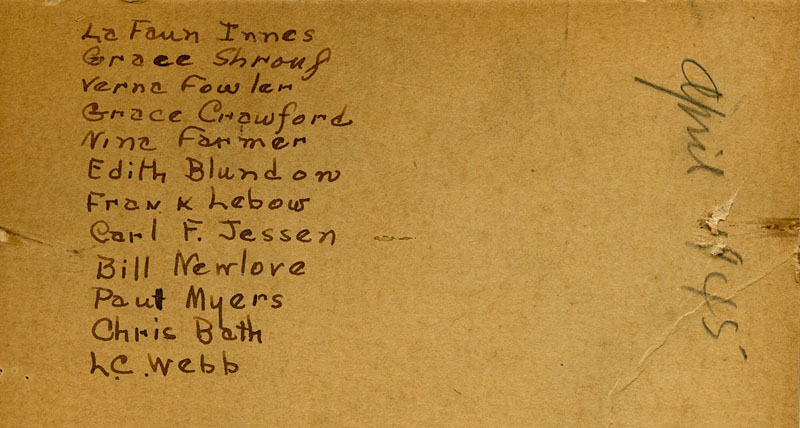 La Faun Innes
Grace Shrouf
Verna Fowler
Grace Crawford
Nina Farmer
Edith Blundon
Frank Lebow
Carl F. Jessen
Bill Newlove
Paul Myers
Chris Bath
L.C. Webb
April 1945